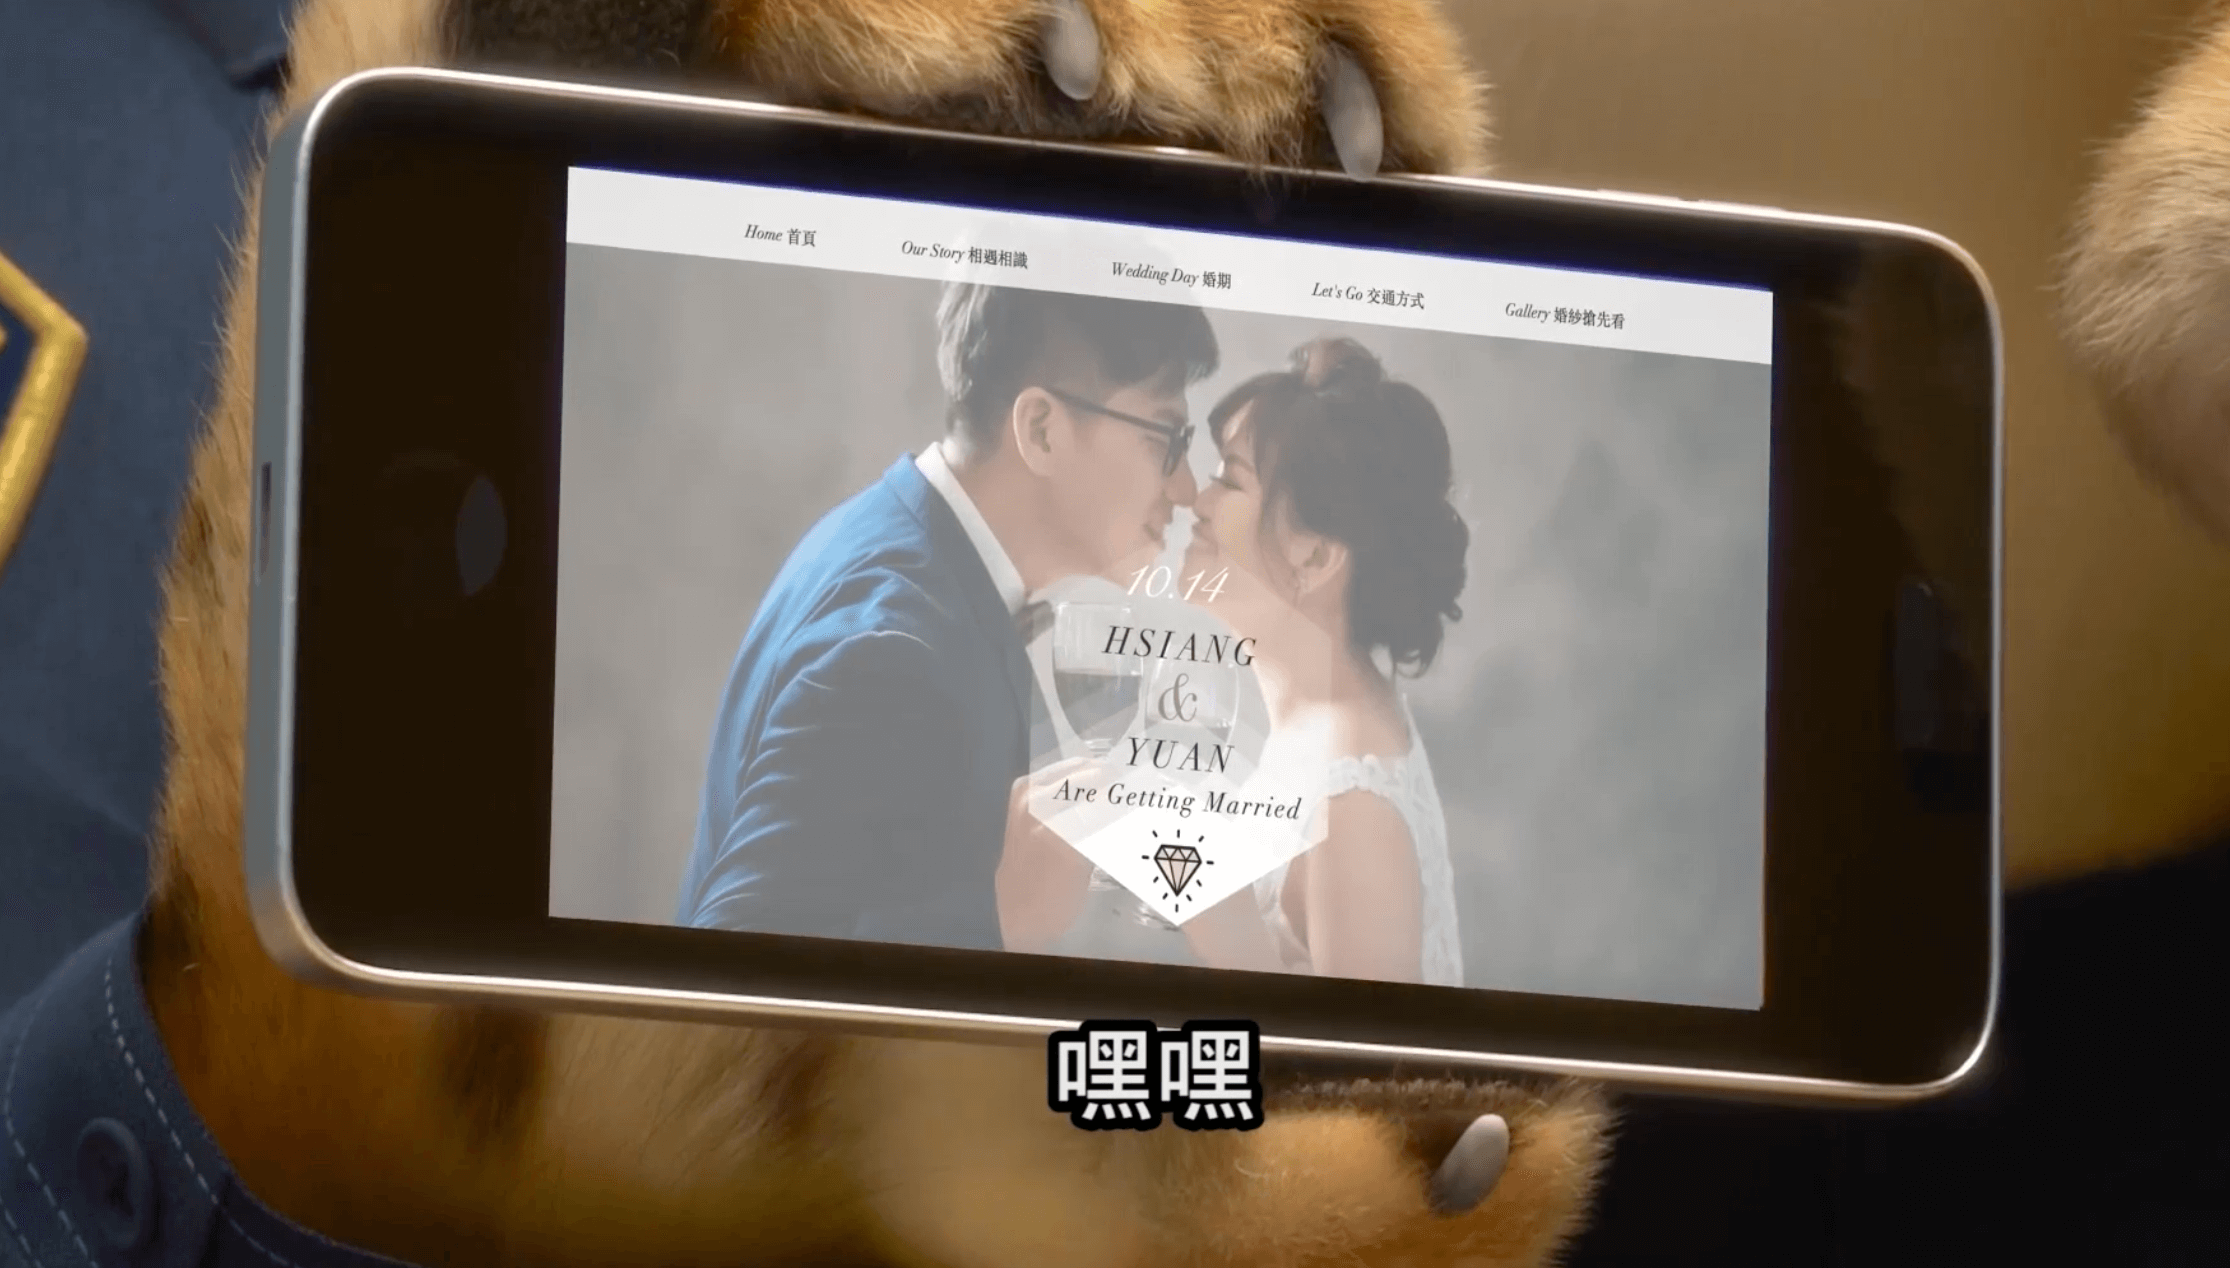 Home 首頁
Our Story 相遇相識
Wedding Day 婚期
Let's Go 交通方式
Gallery 婚紗搶先看
10.14
HSIANG
&
YUAN
Are Getting Married
嘿嘿